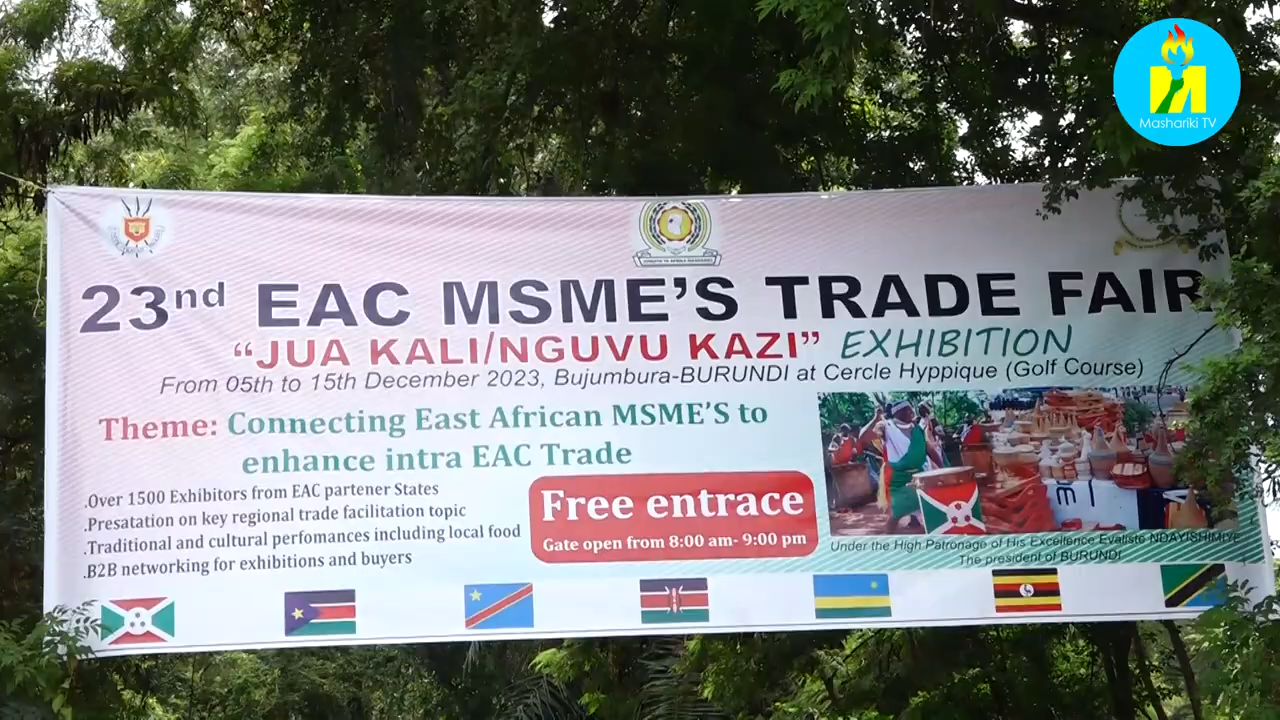 Mashariki TV
23nd EAC MSME'S TRADE FAIR
"JUA KALI/NGUVU KAZI" EXHIBITION
From 05th to 15th December 2023, Bujumbura-BURUNDI at Cercle Hyppique (Golf Course)
Theme: Connecting East African MSME'S to
enhance intra EAC Trade
.Over 1500 Exhibitors from EAC partener States
.Presatation on key regional trade facilitation topic
.Traditional and cultural perfomances including local food
.B2B networking for exhibitions and buyers
Free entrace
Gate open from 8:00 am- 9:00 pm
Under the High Patronage of His Excellence Evaliste NDAYISHIMIYE
The president of BURUNDI